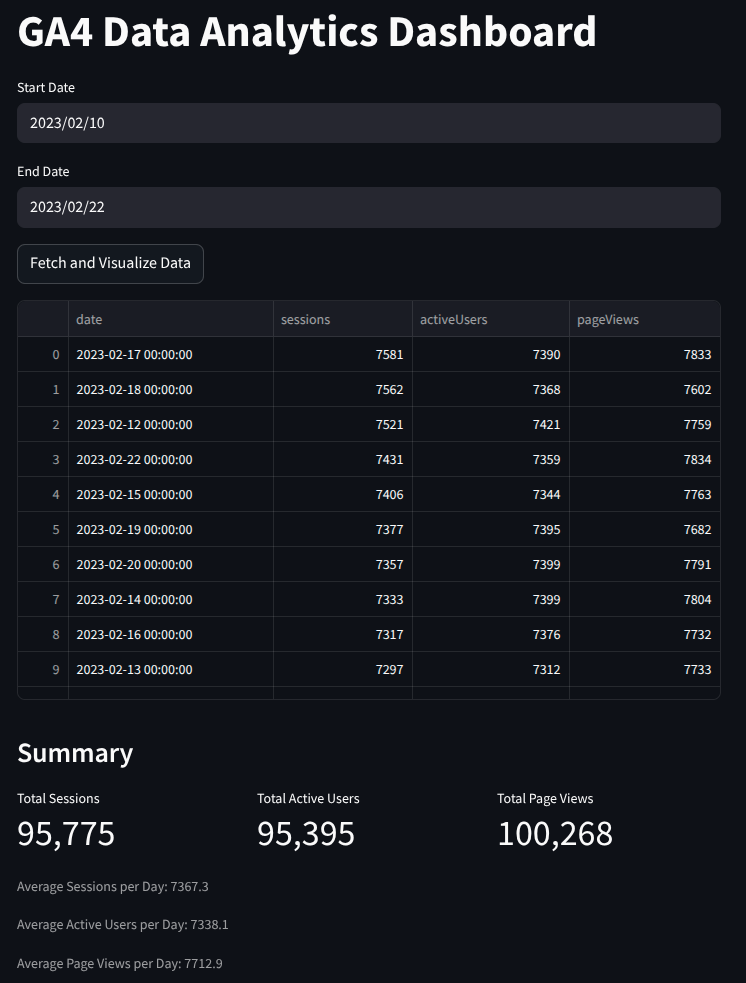 GA4 Data Analytics Dashboard
Start Date
2023/02/10
End Date
2023/02/22
Fetch and Visualize Data
date sessions activeUsers pageViews
0 2023-02-17 00:00:00 7581 7390 7833
1 2023-02-18 00:00:00 7562 7368 7602
2 2023-02-12 00:00:00 7521 7421 7759
3 2023-02-22 00:00:00 7431 7359 7834
4 2023-02-15 00:00:00 7406 7344 7763
5 2023-02-19 00:00:00 7377 7395 7682
6 2023-02-20 00:00:00 7357 7399 7791
7 2023-02-14 00:00:00 7333 7399 7804
8 2023-02-16 00:00:00 7317 7376 7732
9 2023-02-13 00:00:00 7297 7312 7733
Summary
Total Sessions Total Active Users Total Page Views
95,775 95,395 100,268
Average Sessions per Day: 7367.3
Average Active Users per Day: 7338.1
Average Page Views per Day: 7712.9